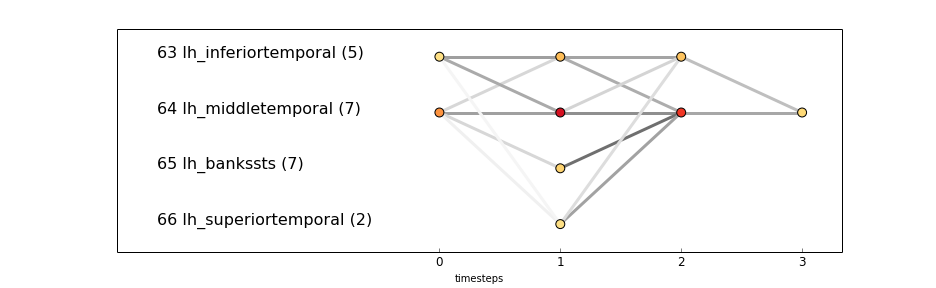 63 lh_inferiortemporal (5)
64 lh_middletemporal (7)
65 lh_bankssts (7)
66 lh_superiortemporal (2)
0 1 2 3
timesteps